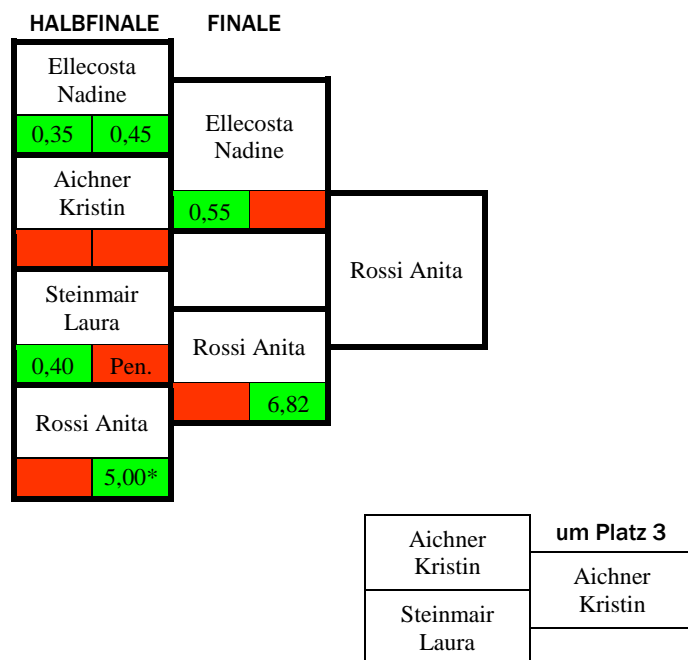 HALBFINALE FINALE
Ellecosta
Nadine
0,35 0,45
Aichner
Kristin
Steinmair
Laura
0,40 Pen.
Rossi Anita
5,00*
Ellecosta
Nadine
0,55
Rossi Anita
6,82
Rossi Anita
um Platz 3
Aichner
Kristin
Steinmair
Laura
Aichner
Kristin